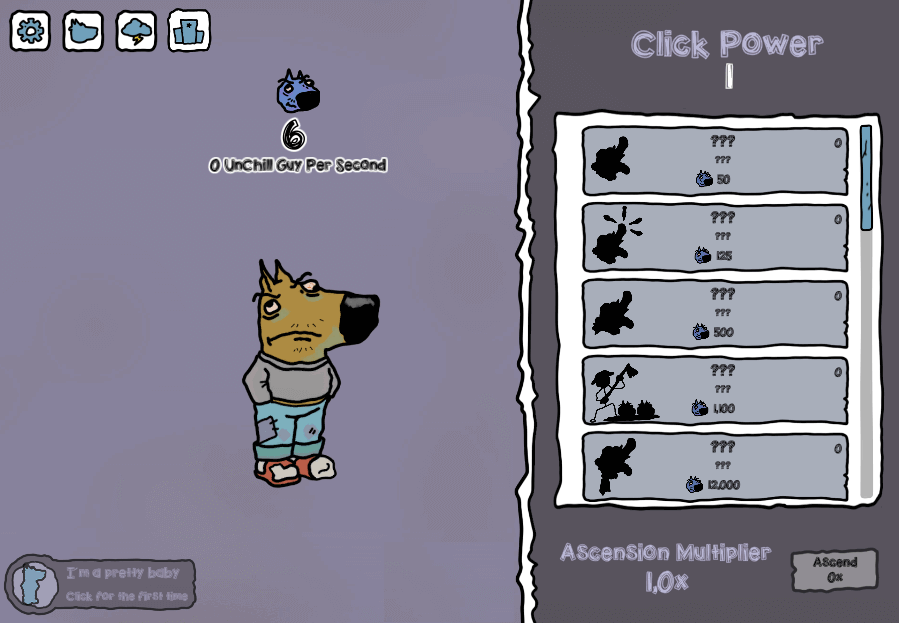 6
0 UnChill Guy Per Second
I'm a pretty baby
Click for the first time
Click Power
1
???
0
???
50
???
0
???
125
???
0
???
500
???
0
???
1,100
???
0
???
12,000
Ascension Multiplier
1,0x
Ascend
0x